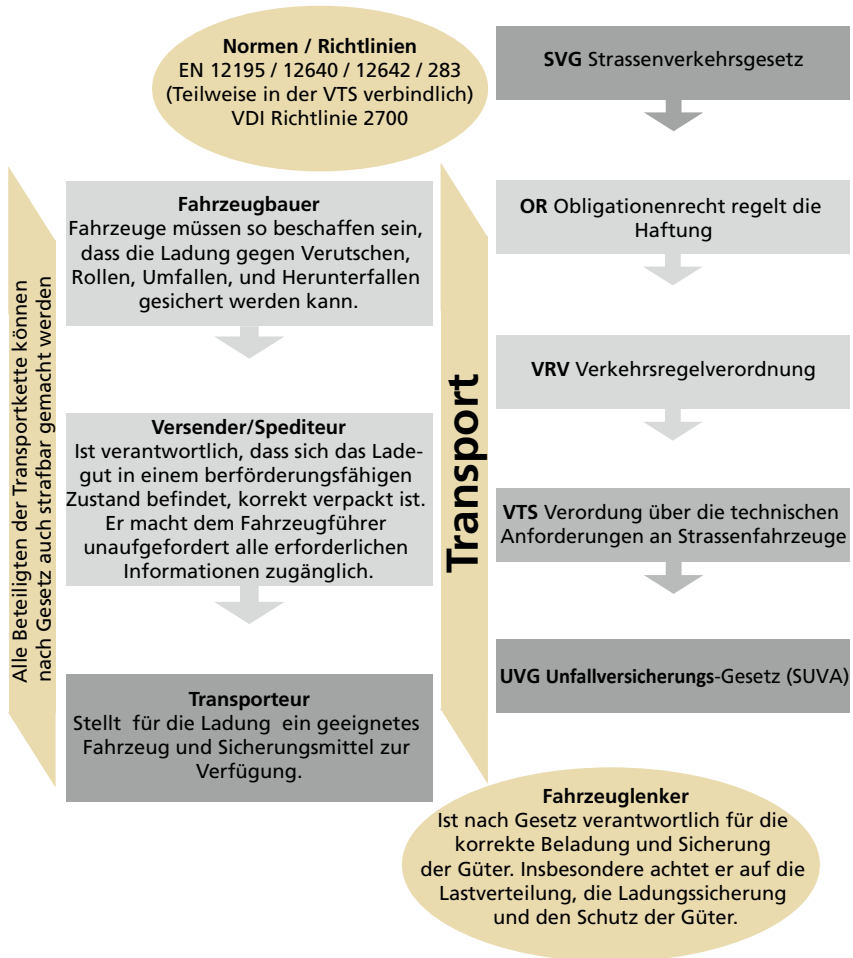 Normen / Richtlinien
EN 12195 / 12640 / 12642 / 283
(Teilweise in der VTS verbindlich)
VDI Richtlinie 2700
Alle Beteiligten der Transportkette können
nach Gesetz auch strafbar gemacht werden
Fahrzeugbauer
Fahrzeuge müssen so beschaffen sein,
dass die Ladung gegen Verutschen,
Rollen, Umfallen, und Herunterfallen
gesichert werden kann.
Versender/Spediteur
Ist verantwortlich, dass sich das Lade-
gut in einem berförderungsfähigen
Zustand befindet, korrekt verpackt ist.
Er macht dem Fahrzeugführer
unaufgefordert alle erforderlichen
Informationen zugänglich.
Transporteur
Stellt für die Ladung ein geeignetes
Fahrzeug und Sicherungsmittel zur
Verfügung.
Transport
SVG Strassenverkehrsgesetz
OR Obligationenrecht regelt die
Haftung
VRV Verkehrsregelverordnung
VTS Verordung über die technischen
Anforderungen an Strassenfahrzeuge
UVG Unfallversicherungs-Gesetz (SUVA)
Fahrzeuglenker
Ist nach Gesetz verantwortlich für die
korrekte Beladung und Sicherung
der Güter. Insbesondere achtet er auf die
Lastverteilung, die Ladungssicherung
und den Schutz der Güter.